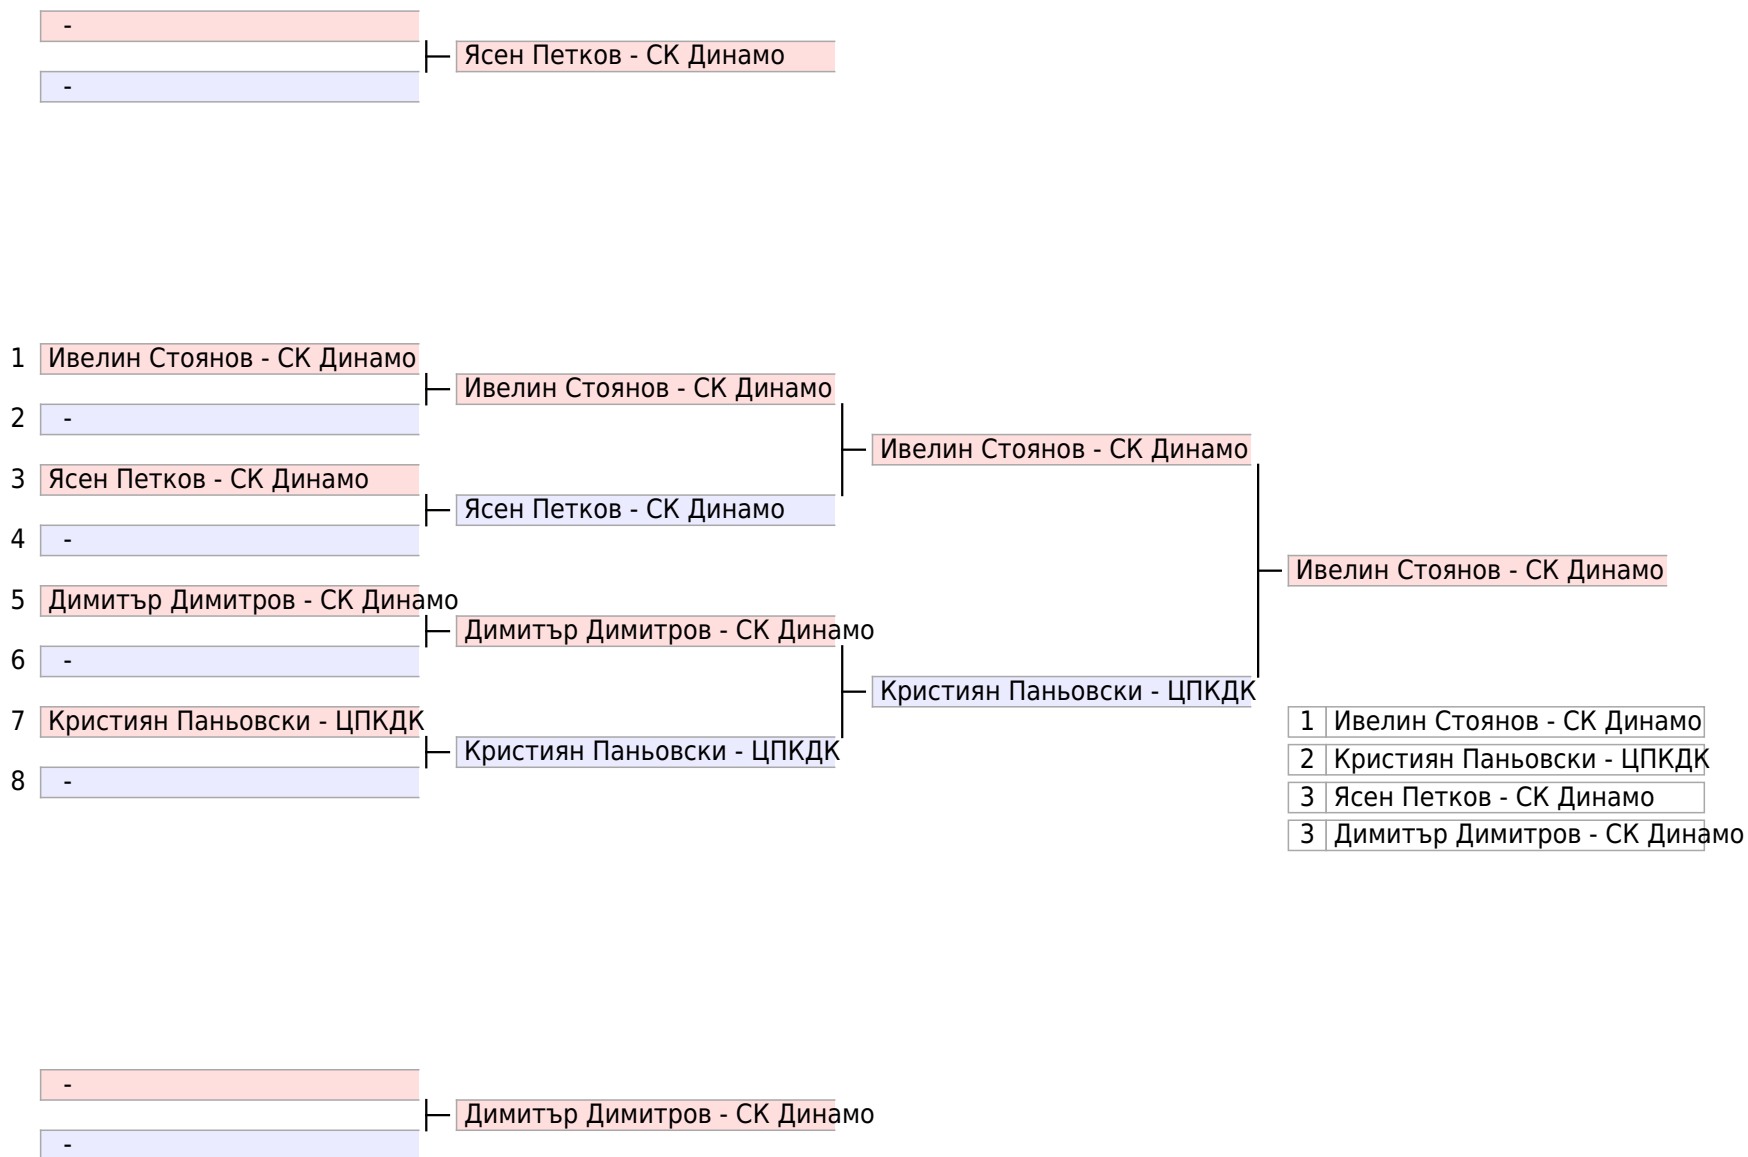 -
Ясен Петков - СК Динамо
-
1 Ивелин Стоянов - СК Динамо
Ивелин Стоянов - СК Динамо
2 -
Ивелин Стоянов - СК Динамо
3 Ясен Петков - СК Динамо
Ясен Петков - СК Динамо
4 -
Ивелин Стоянов - СК Динамо
5 Димитър Димитров - СК Динамо
Димитър Димитров - СК Динамо
6 -
Кристиян Паньовски - ЦПКДК
7 Кристиян Паньовски - ЦПКДК
Кристиян Паньовски - ЦПКДК
8 -
1 Ивелин Стоянов - СК Динамо
2 Кристиян Паньовски - ЦПКДК
3 Ясен Петков - СК Динамо
3 Димитър Димитров - СК Динамо
-
Димитър Димитров - СК Динамо
-